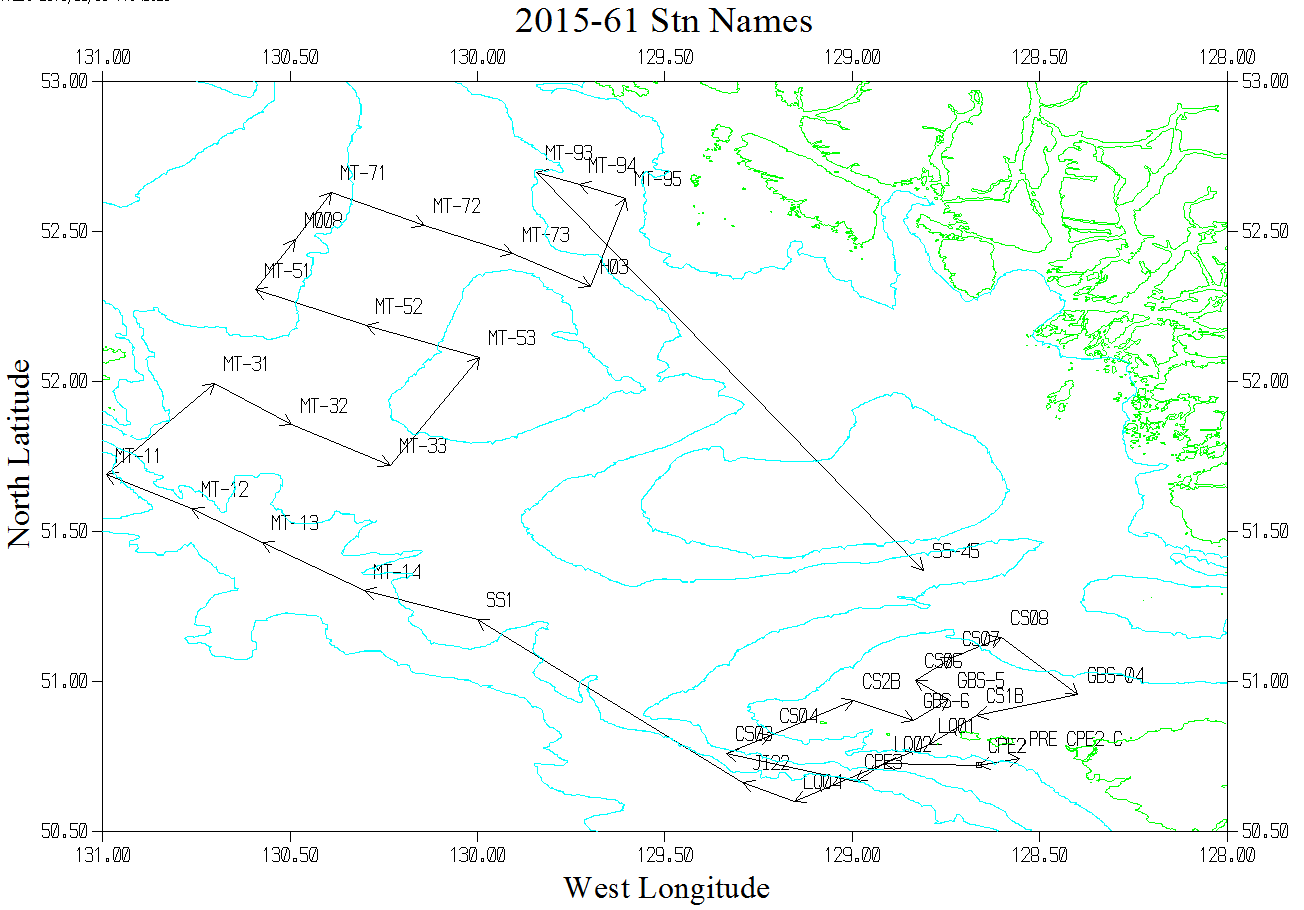 2015-61 Stn Names
131.00 130.50 130.00 129.50 129.00 128.50 128.00
53.00 53.00
MT-93
MT-94
MT-71 MT-95
MT-72
M008
52.50 MT-73 52.50
MT-51 H03
MT-52
MT-53
MT-31
52.00 52.00
MT-32
MT-33
MT-11
MT-12
MT-13
51.50 51.50
SS-45
MT-14
SS1
CS08
CS07
CS06
51.00 CS2B GBS-5 GBS-04 51.00
GBS-6 CS1B
CS04
LQ01
CS03 LQ02 CPE2 PRE CPE2 C
JI22 CPE3
LQ04
50.50 50.50
131.00 130.50 130.00 129.50 129.00 128.50 128.00
West Longitude
North Latitude